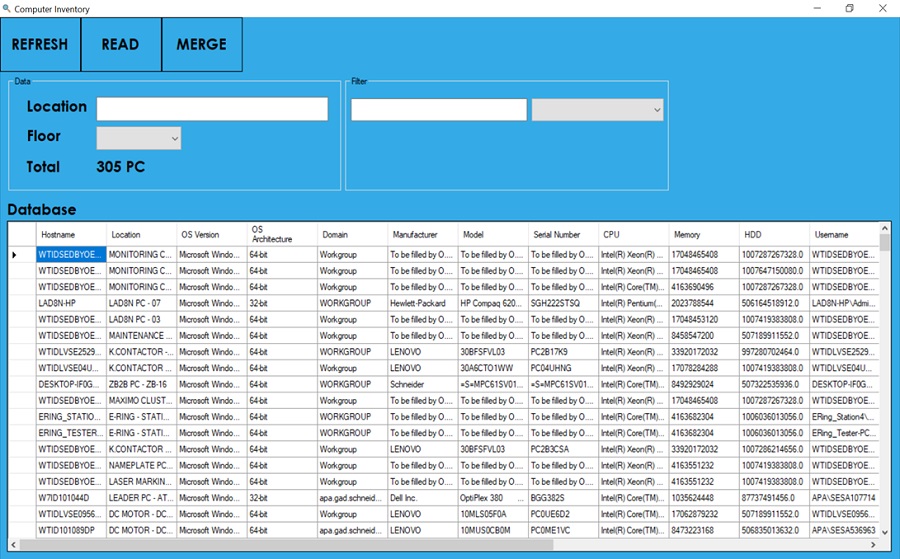 Computer Inventory
REFRESH READ MERGE
Data
Location
Floor
Total 305 PC
Filter
Database
Hostname Location OS Version OS Architecture Domain Manufacturer Model Serial Number CPU Memory HDD Username
WTIDSEDBYOE... MONITORING C... Microsoft Windo... 64-bit Workgroup To be filled by O.... To be filled by O.... To be filled by O.... Intel(R) Xeon(R) ... 17048465408 1007287267328.0 WTIDSEDBYOE...
WTIDSEDBYOE... MONITORING C... Microsoft Windo... 64-bit Workgroup To be filled by O.... To be filled by O.... To be filled by O.... Intel(R) Xeon(R) ... 17048465408 1007647150080.0 WTIDSEDBYOE...
WTIDSEDBYOE... MONITORING C... Microsoft Windo... 64-bit Workgroup To be filled by O.... To be filled by O.... To be filled by O.... Intel(R) Core(TM)... 4163690496 1007287267328.0 WTIDSEDBYOE...
LAD8N-HP LAD8N PC - 07 Microsoft Windo... 32-bit WORKGROUP Hewlett-Packard HP Compaq 620... SGH222STSQ Intel(R) Pentium(... 2023788544 506164518912.0 LAD8N-HP\Admi...
WTIDSEDBYOE... LAD8N PC - 03 Microsoft Windo... 64-bit Workgroup To be filled by O.... To be filled by O.... To be filled by O.... Intel(R) Xeon(R) ... 17048453120 1007419383808.0 WTIDSEDBYOE...
WTIDSEDBYOE... MAINTENANCE ... Microsoft Windo... 64-bit Workgroup To be filled by O.... To be filled by O.... To be filled by O.... Intel(R) Core(TM)... 8458547200 507189911552.0 WTIDSEDBYOE...
WTIDLVSE2529... K.CONTACTOR -... Microsoft Windo... 64-bit WORKGROUP LENOVO 30BFSFVL03 PC2B17K9 Intel(R) Xeon(R) ... 33920172032 997280702464.0 WTIDLVSE2529...
WTIDLVSE04U... K.CONTACTOR ... Microsoft Windo... 64-bit WORKGROUP LENOVO 30A6CTO1WW PC04UHNG Intel(R) Xeon(R) ... 17078284288 1007419383808.0 WTIDLVSE04U...
DESKTOP-IF0G... ZB2B PC - ZB-16 Microsoft Windo... 64-bit WORKGROUP Schneider =S=MPC61SV01... =S=MPC61SV01... Intel(R) Core(TM)... 8492929024 507322535936.0 DESKTOP-IF0G...
WTIDSEDBYOE... MAXIMO CLUST... Microsoft Windo... 64-bit Workgroup To be filled by O.... To be filled by O.... To be filled by O.... Intel(R) Xeon(R) ... 17048465408 1007287267328.0 WTIDSEDBYOE...
ERING_STATIO... E-RING - STATI... Microsoft Windo... 64-bit WORKGROUP To be filled by O.... To be filled by O.... To be filled by O.... Intel(R) Core(TM)... 4163682304 1006036013056.0 ERing_Station4\...
ERING_TESTER... E-RING - STATI... Microsoft Windo... 64-bit WORKGROUP To be filled by O.... To be filled by O.... To be filled by O.... Intel(R) Core(TM)... 4163682304 1006036013056.0 ERing_Tester-PC...
WTIDSEDBYOE... K.CONTACTOR ... Microsoft Windo... 64-bit Workgroup LENOVO 30BFSFVL03 PC2B3CSA Intel(R) Xeon(R) ... 33920172032 1007286214656.0 WTIDSEDBYOE...
WTIDSEDBYOE... NAMEPLATE PC... Microsoft Windo... 64-bit Workgroup To be filled by O.... To be filled by O.... To be filled by O.... Intel(R) Core(TM)... 4163551232 1007419383808.0 WTIDSEDBYOE...
WTIDSEDBYOE... LASER MARKIN... Microsoft Windo... 64-bit Workgroup To be filled by O.... To be filled by O.... To be filled by O.... Intel(R) Core(TM)... 4163551232 1007419383808.0 WTIDSEDBYOE...
W7ID101044D LEADER PC - AT... Microsoft Windo... 32-bit apa.gad.schneid... Dell Inc. OptiPlex 380 ... BGG382S Intel(R) Core(TM)... 1035624448 87737491456.0 APA\SESA107714
WTIDLVSE0956... DC MOTOR - DC... Microsoft Windo... 64-bit Workgroup LENOVO 10MLS05F0A PC0UE6D2 Intel(R) Core(TM)... 17062879232 507189911552.0 WTIDLVSE0956...
WTID101089DP DC MOTOR - DC... Microsoft Windo... 64-bit apa.gad.schneid... LENOVO 10MUS0CB0M PC0ME1VC Intel(R) Core(TM)... 8473223168 506835013632.0 APA\SESA536963